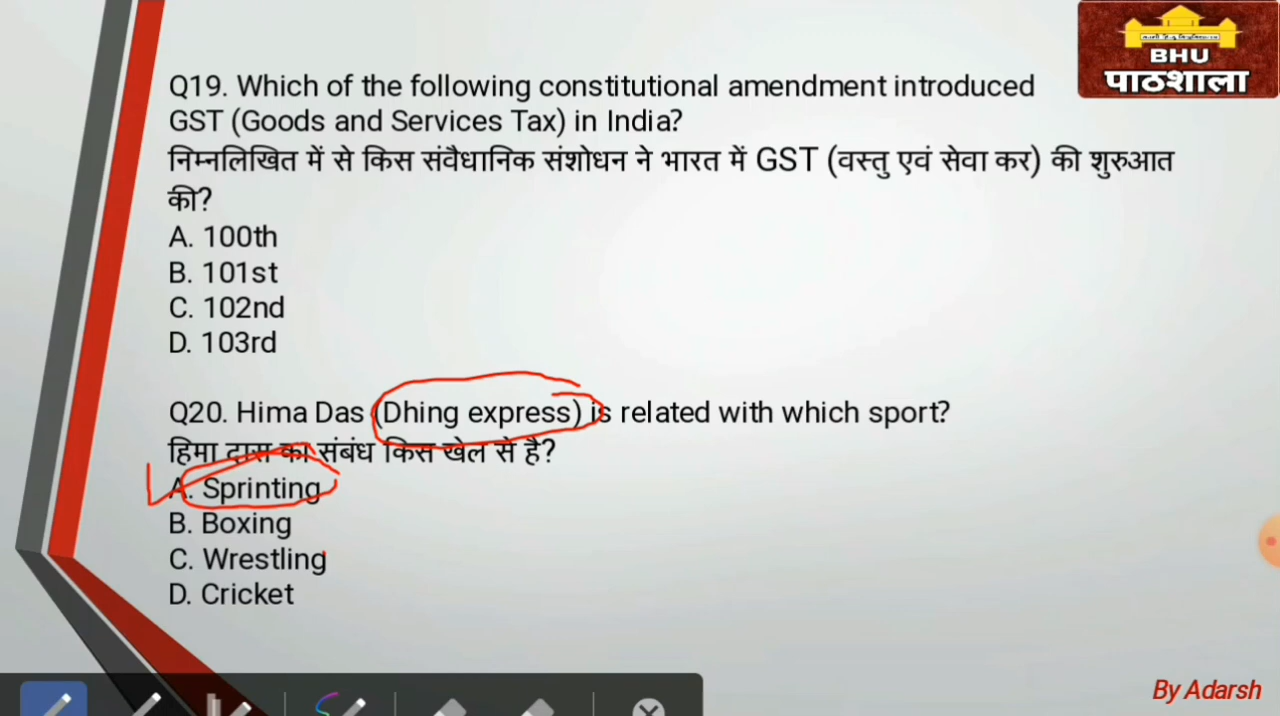 BHU
पाठशाला
Q19. Which of the following constitutional amendment introduced
GST (Goods and Services Tax) in India?
निम्नलिखित में से किस संवैधानिक संशोधन ने भारत में GST (वस्तु एवं सेवा कर) की शुरुआत
की?
A. 100th
B. 101st
C. 102nd
D. 103rd
Q20. Hima Das (Dhing express) is related with which sport?
हिमा दास का संबंध किस खेल से है?
A. Sprinting
B. Boxing
C. Wrestling
D. Cricket
By Adarsh